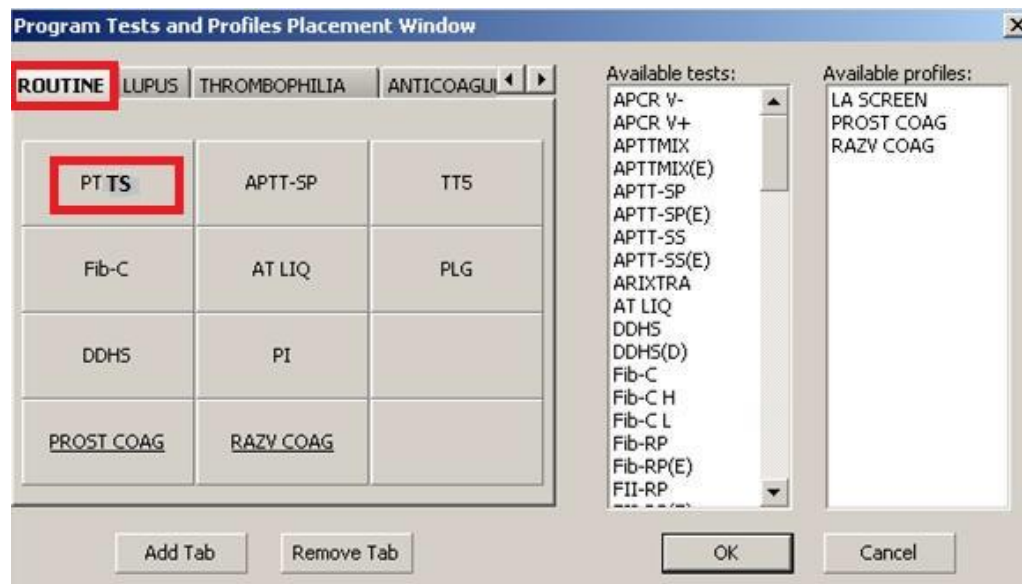 Program Tests and Profiles Placement Window
ROUTINE LUPUS THROMBOPHILIA ANTICOAGU
PT TS APTT-SP TT5
Fib-C AT LIQ PLG
DDHS PI
PROST COAG RAZV COAG
Add Tab Remove Tab
Available tests:
APCR V-
APCR V+
APTTMIX
APTTMIX(E)
APTT-SP
APTT-SP(E)
APTT-SS
APTT-SS(E)
ARIXTRA
AT LIQ
DDHS
DDHS(D)
Fib-C
Fib-C H
Fib-C L
Fib-RP
Fib-RP(E)
FII-RP
Available profiles:
LA SCREEN
PROST COAG
RAZV COAG
OK Cancel